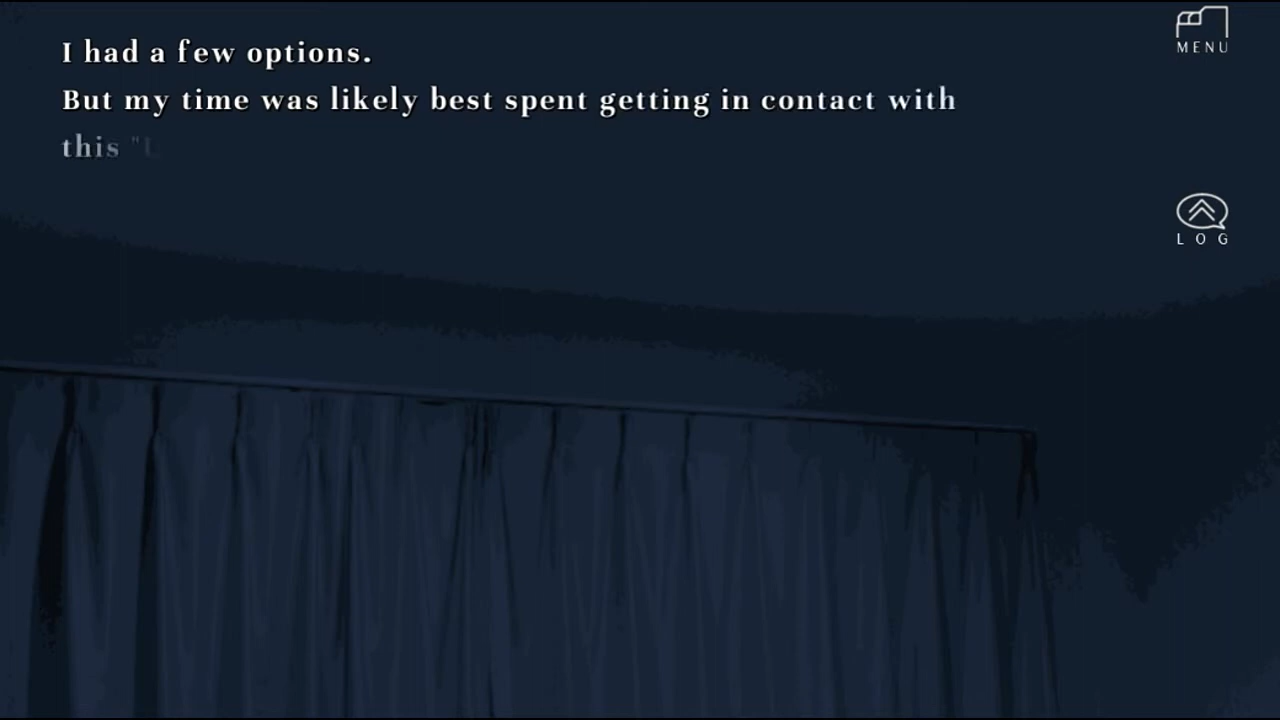 I had a few options.
But my time was likely best spent getting in contact with
this
MENU
LOG